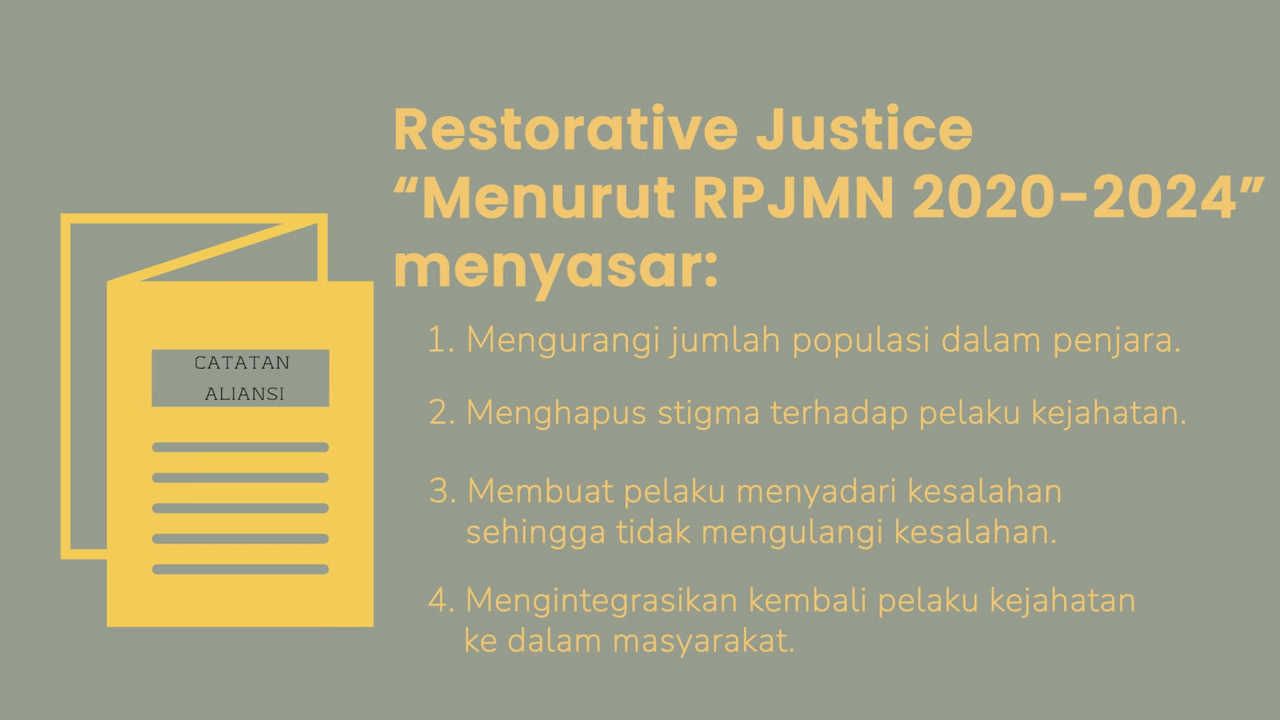 Restorative Justice
“Menurut RPJMN 2020-2024”
menyasar:
CATATAN
ALIANSI
1. Mengurangi jumlah populasi dalam penjara.
2. Menghapus stigma terhadap pelaku kejahatan.
3. Membuat pelaku menyadari kesalahan
sehingga tidak mengulangi kesalahan.
4. Mengintegrasikan kembali pelaku kejahatan
ke dalam masyarakat.